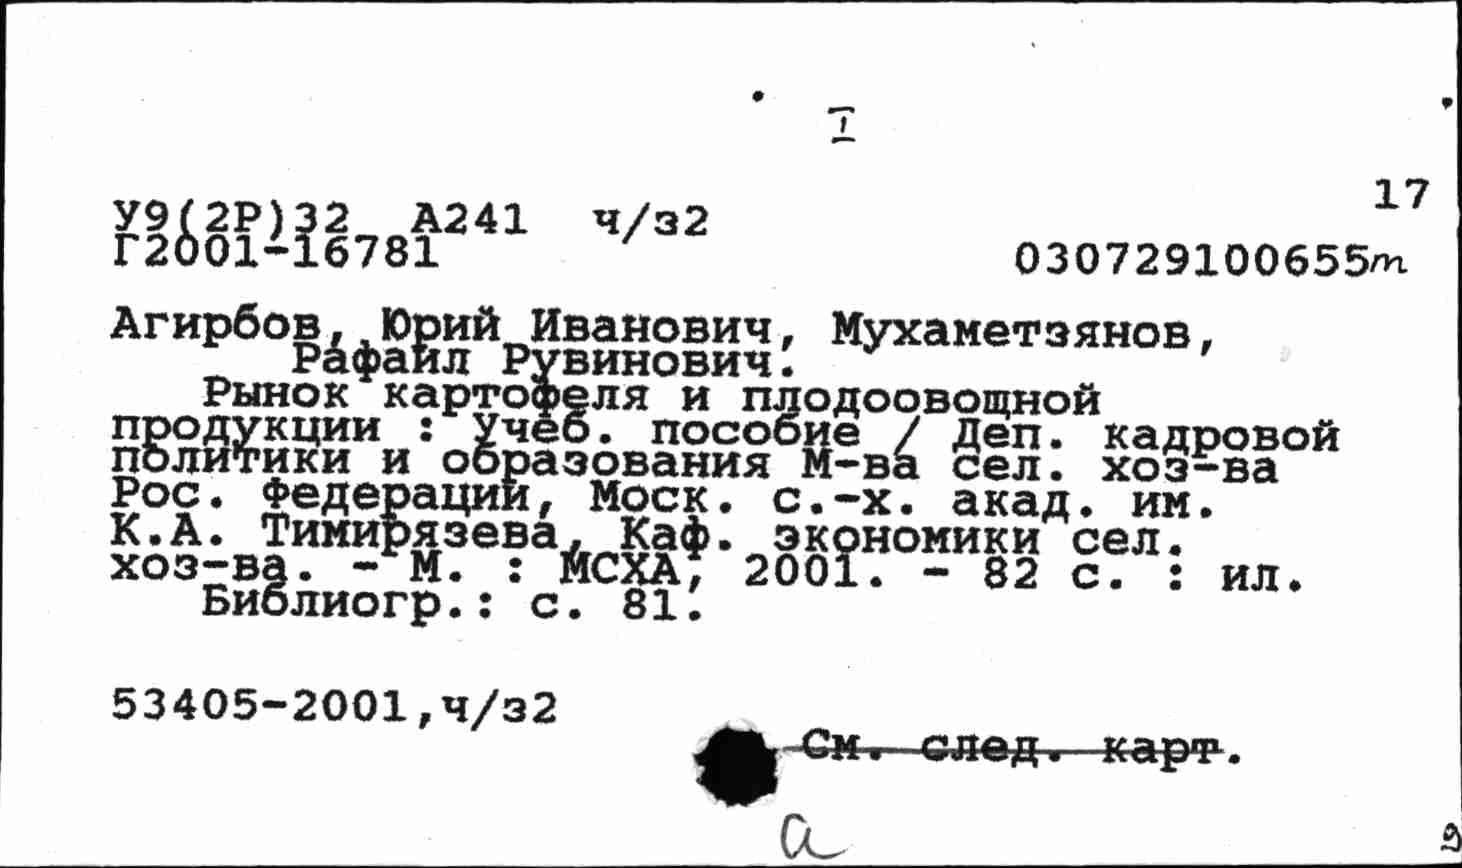 I
17
У9(2Р)32 А241 ч/з2
Г2001-16781
030729100655m
Агирбов, Юрий Иванович, Мухаметзянов,
Рафаил Рувинович.
Рынок картофеля и плодоовощной
продукции : Учеб. пособие / Деп. кадровой
политики и образования М-ва сел. хоз-ва
Рос. Федерации, Моск. с.-х. акад. им.
К.А. Тимирязева, Каф. экономики сел.
хоз-ва. - М. : МСХА, 2001. - 82 с. : ил.
Библиогр.: с. 81.
53405-2001,ч/з2
См. след. карт.
а